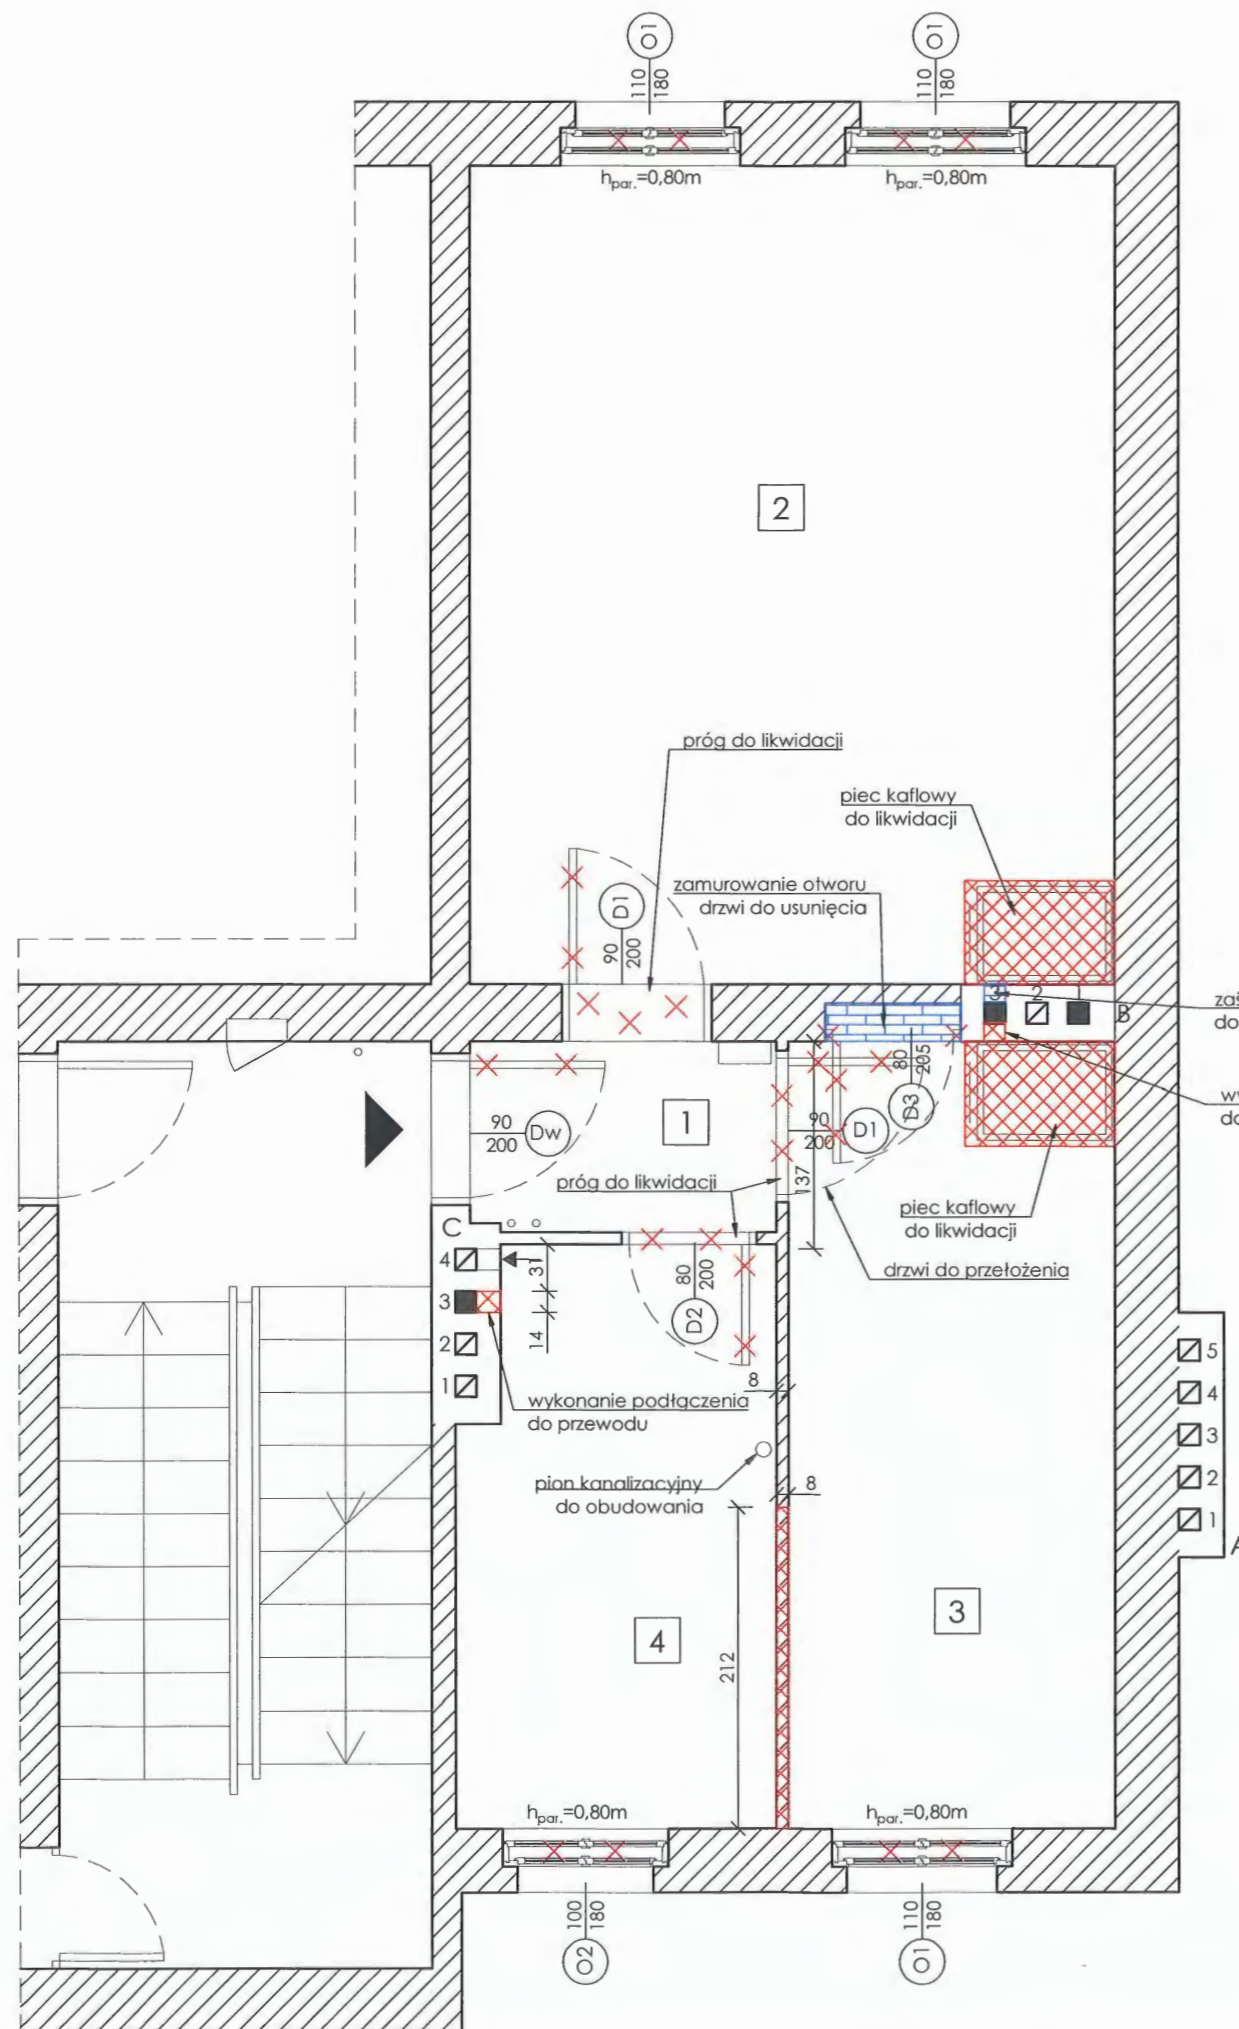 O1
110
180
O1
110
180
hpar.=0,80m
hpar.=0,80m
2
próg do likwidacji
piec kaflowy
do likwidacji
zamurowanie otworu
drzwi do usunięcia
D1
90
200
3
2
1
B
do
80
205
D3
1
90
200
Dw
90
200
D1
137
do
próg do likwidacji
piec kaflowy
do likwidacji
drzwi do przełożenia
C
4
3
2
1
31
14
80
200
D2
8
wykonanie podłączenia
do przewodu
pion kanalizacyjny
do obudowania
8
5
4
3
2
1
A
3
4
212
hpar.=0,80m
hpar.=0,80m
100
180
O2
110
180
O1